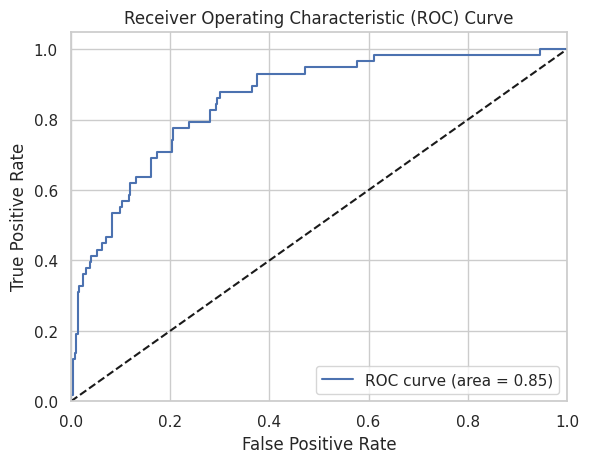 Receiver Operating Characteristic (ROC) Curve
True Positive Rate
1.0
0.8
0.6
0.4
0.2
0.0
ROC curve (area = 0.85)
0.0 0.2 0.4 0.6 0.8 1.0
False Positive Rate